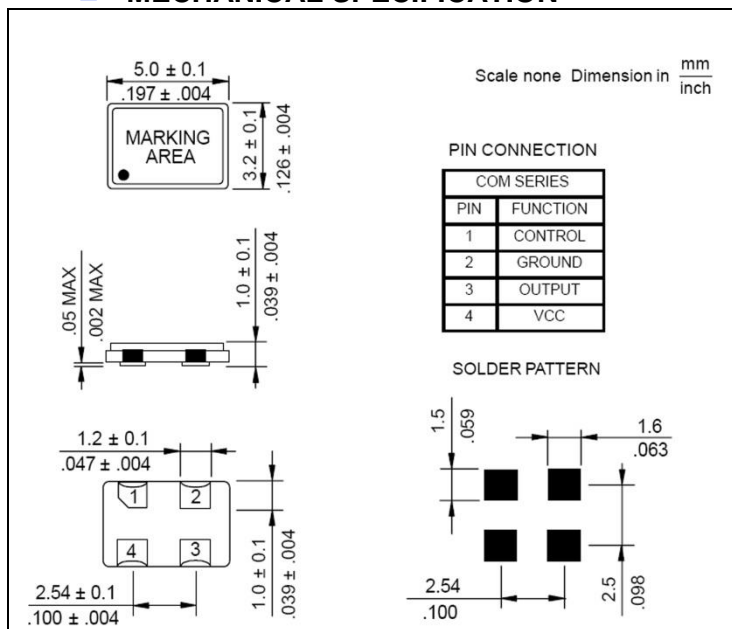 MECHANICAL SPECIFICATION
5.0 ± 0.1
.197 ± .004
MARKING
AREA
3.2 ± 0.1
.126 ± .004
Scale none Dimension in mm
inch
PIN CONNECTION
COM SERIES
PIN FUNCTION
1 CONTROL
2 GROUND
3 OUTPUT
4 VCC
.05 MAX
.002 MAX
1.0 ± 0.1
.039 ± .004
SOLDER PATTERN
1.2 ± 0.1
.047 ± .004
1 2
4 3
1.0 ± 0.1
.039 ± .004
2.54 ± 0.1
.100 ± .004
1.5
.059
1.6
.063
2.54
.100
2.5
.098